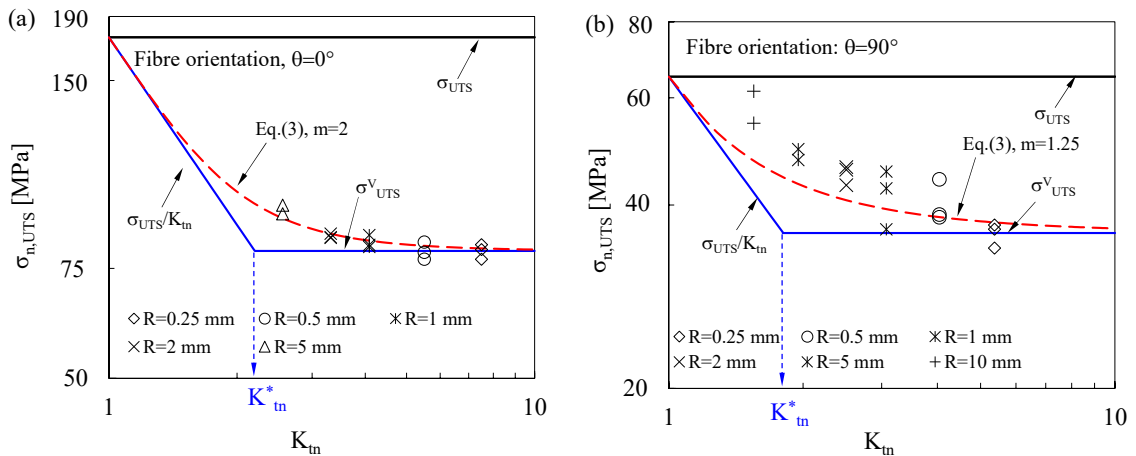 (a)
190
150
75
50
σn,UTS [MPa]
Fibre orientation, θ=0°
σUTS
Eq.(3), m=2
σUTS/Ktn
σVUTS
R=0.25 mm
R=0.5 mm
R=1 mm
R=2 mm
R=5 mm
1
K*tn
10
Ktn
(b)
80
60
40
20
σn,UTS [MPa]
Fibre orientation: θ=90°
σUTS
Eq.(3), m=1.25
σVUTS
σUTS/Ktn
R=0.25 mm
R=0.5 mm
R=1 mm
R=2 mm
R=5 mm
R=10 mm
1
K*tn
10
Ktn